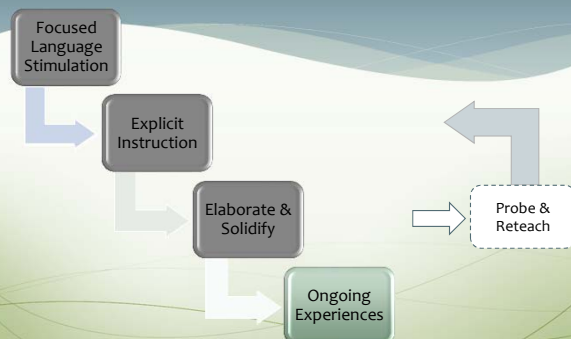 Focused
Language
Stimulation
Explicit
Instruction
Elaborate &
Solidify
Probe &
Reteach
Ongoing
Experiences